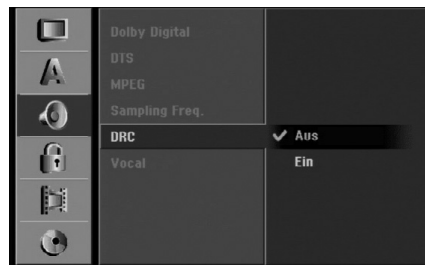 Dolby Digital
DTS
MPEG
Sampling Freq.
DRC
✔ Aus
Ein
Vocal